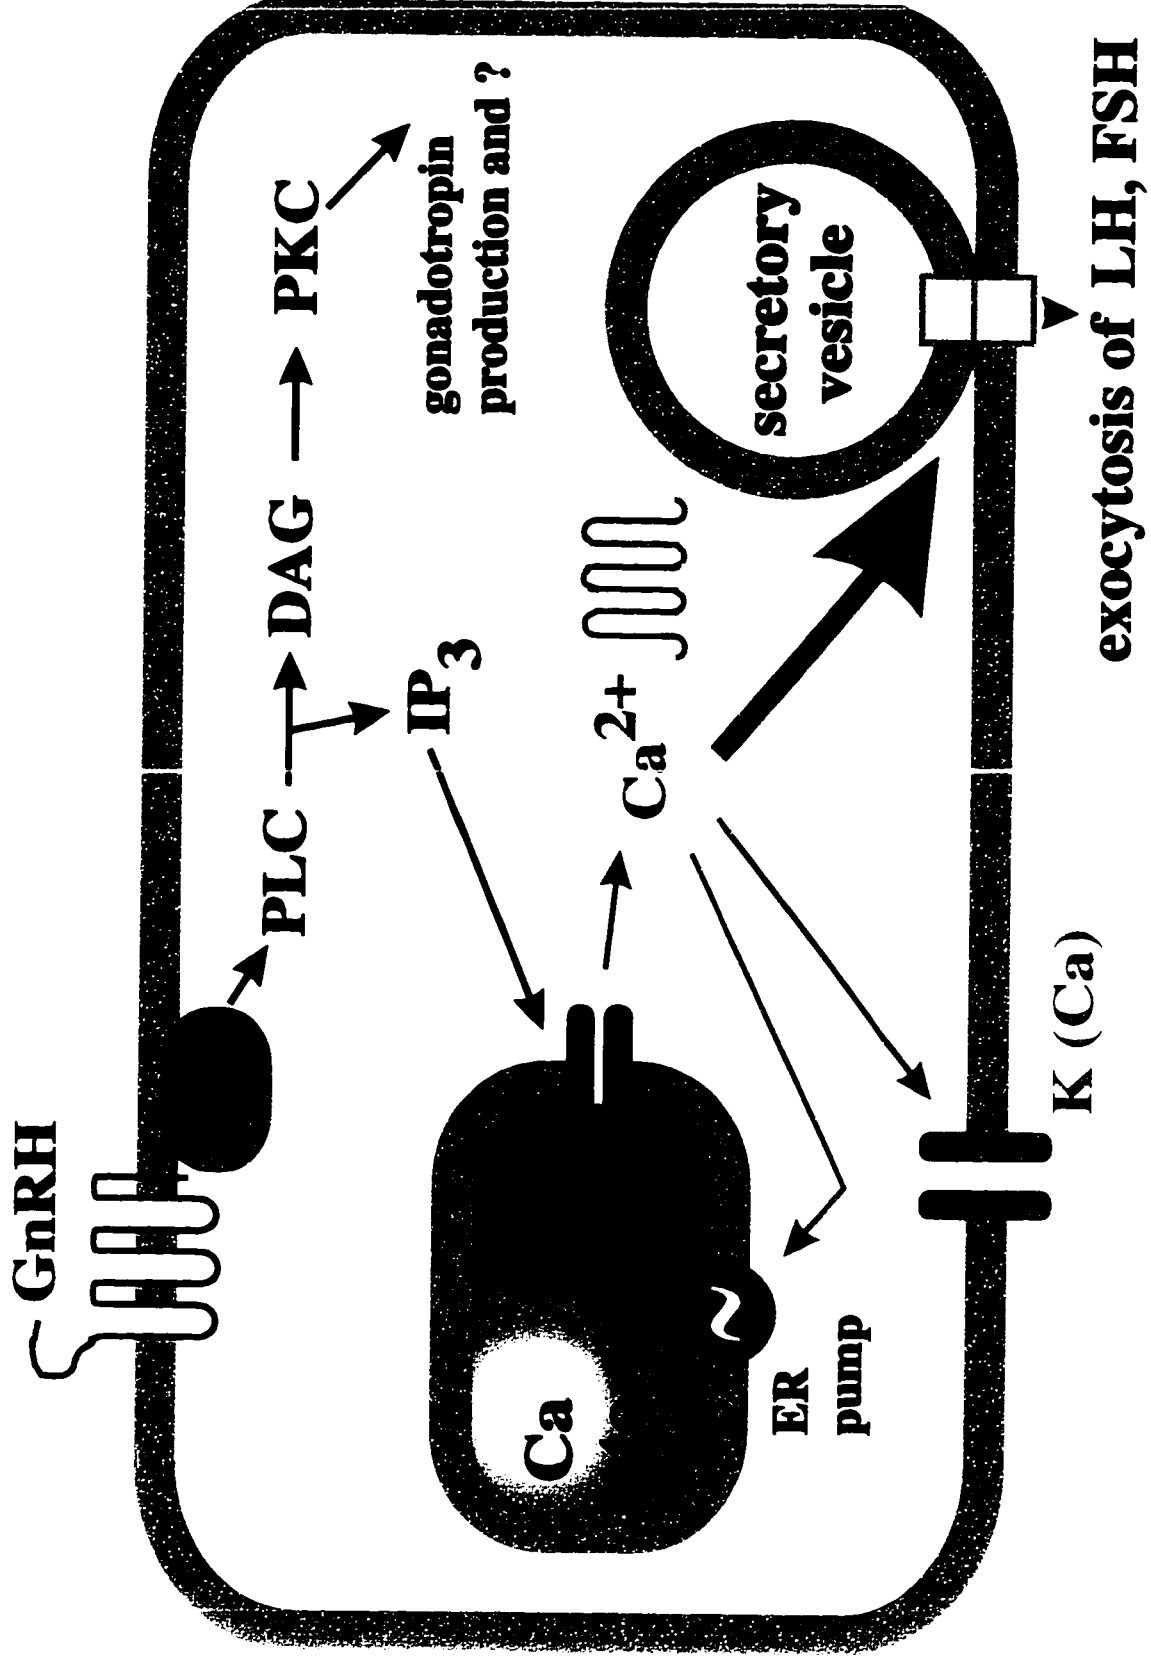 GnRH
PLC
DAG
PKC
IP3
gonadotropin
production and ?
Ca
Ca2+
secretory
vesicle
ER
pump
K (Ca)
exocytosis of LH, FSH